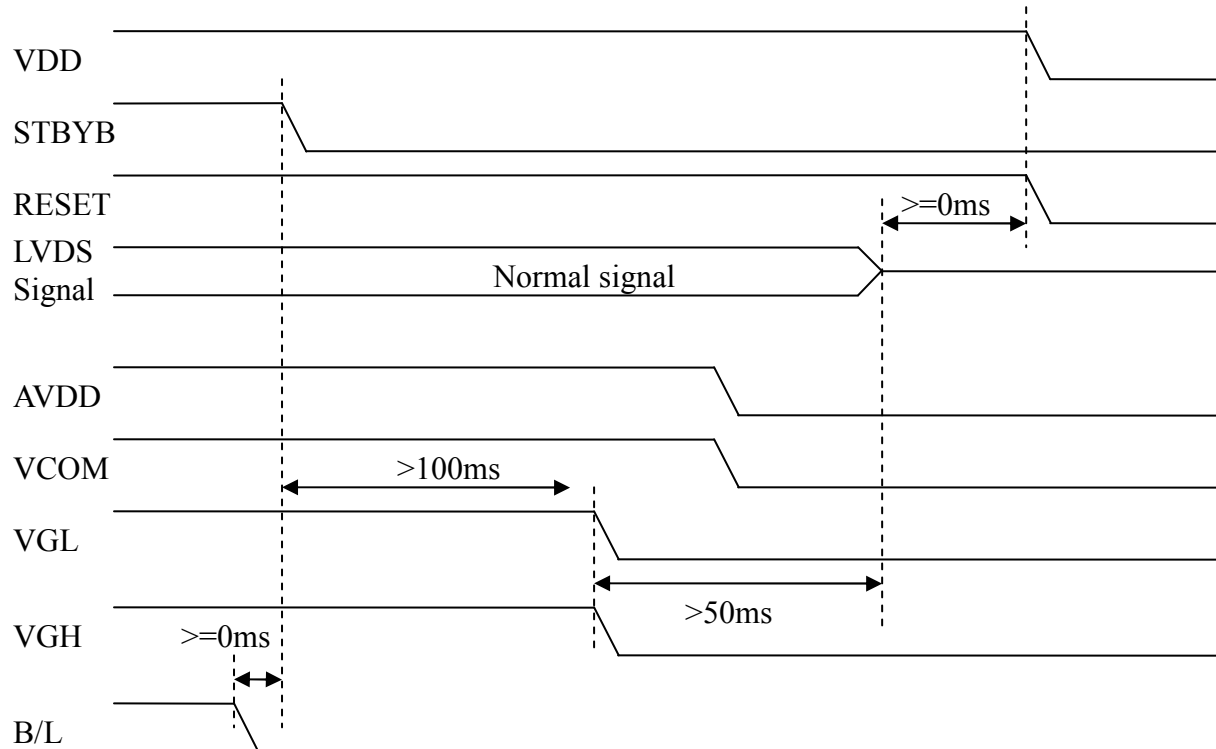 VDD
STBYB
RESET
>=0ms
LVDS
Signal
Normal signal
AVDD
VCOM
>100ms
VGL
>50ms
VGH
>=0ms
B/L